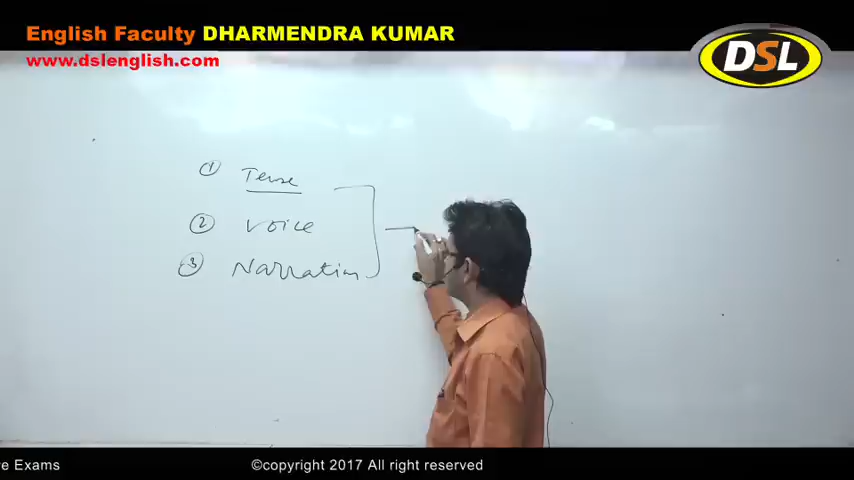 English Faculty DHARMENDRA KUMAR
www.dslenglish.com
DSL
① Tense
② Voice
③ Narration
e Exams
©copyright 2017 All right reserved